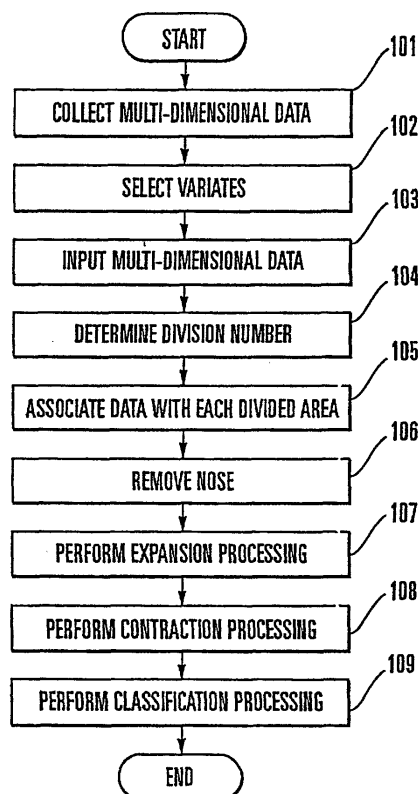 START
101
COLLECT MULTI-DIMENSIONAL DATA
102
SELECT VARIATES
103
INPUT MULTI-DIMENSIONAL DATA
104
DETERMINE DIVISION NUMBER
105
ASSOCIATE DATA WITH EACH DIVIDED AREA
106
REMOVE NOSE
107
PERFORM EXPANSION PROCESSING
108
PERFORM CONTRACTION PROCESSING
109
PERFORM CLASSIFICATION PROCESSING
END